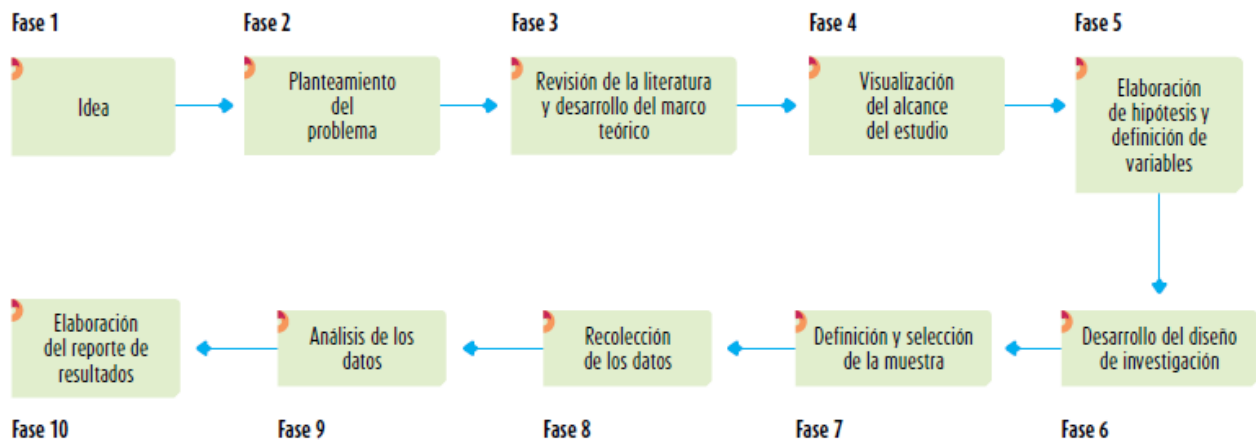 Fase 1
Idea
Fase 2
Planteamiento
del
problema
Fase 3
Revisión de la literatura
y desarrollo del marco
teórico
Fase 4
Visualización
del alcance
del estudio
Fase 5
Elaboración
de hipótesis y
definición de
variables
Desarrollo del diseño
de investigación
Fase 6
Definición y selección
de la muestra
Fase 7
Recolección
de los datos
Fase 8
Análisis de los
datos
Fase 9
Elaboración
del reporte de
resultados
Fase 10